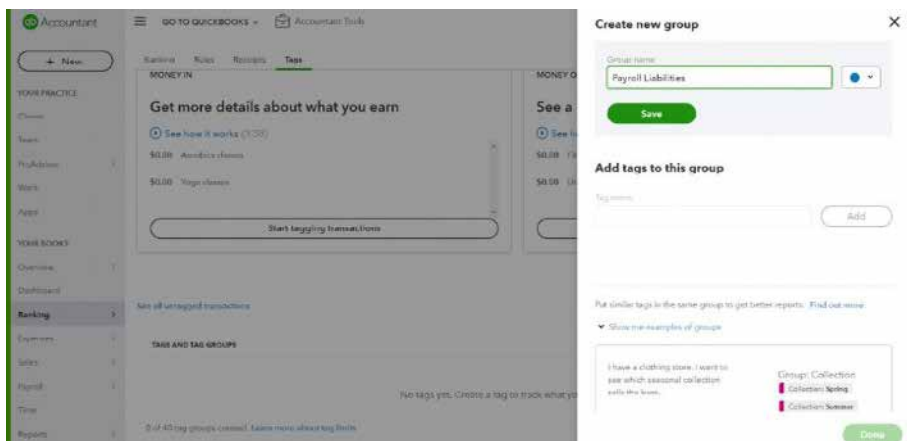 Accountant
GO TO QUICKBOOKS
Accountant Tools
+ New
YOUR PRACTICE
Clients
Team
ProAdvisor
Work
Apps
YOUR BOOKS
Overview
Dashboard
Banking
Expenses
Sales
Payroll
Time
Reports
Banking Rules Receipts Tags
MONEY IN
Get more details about what you earn
See how it works (1:38)
$0.00 Aerobics classes
$0.00 Yoga classes
Start tagging transactions
MONEY O
See a
See h
$0.00
$0.00
See all untagged transactions
TAGS AND TAG GROUPS
No tags yet. Create a tag to track what yo
0 of 40 tag groups created. Learn more about tag limits
Create new group
Group name
Payroll Liabilities
Save
Add tags to this group
Tag name
Add
Put similar tags in the same group to get better reports. Find out more
Show me examples of groups
I have a clothing store. I want to
see which seasonal collection
sells the best.
Group: Collection
Collection: Spring
Collection: Summer
Done